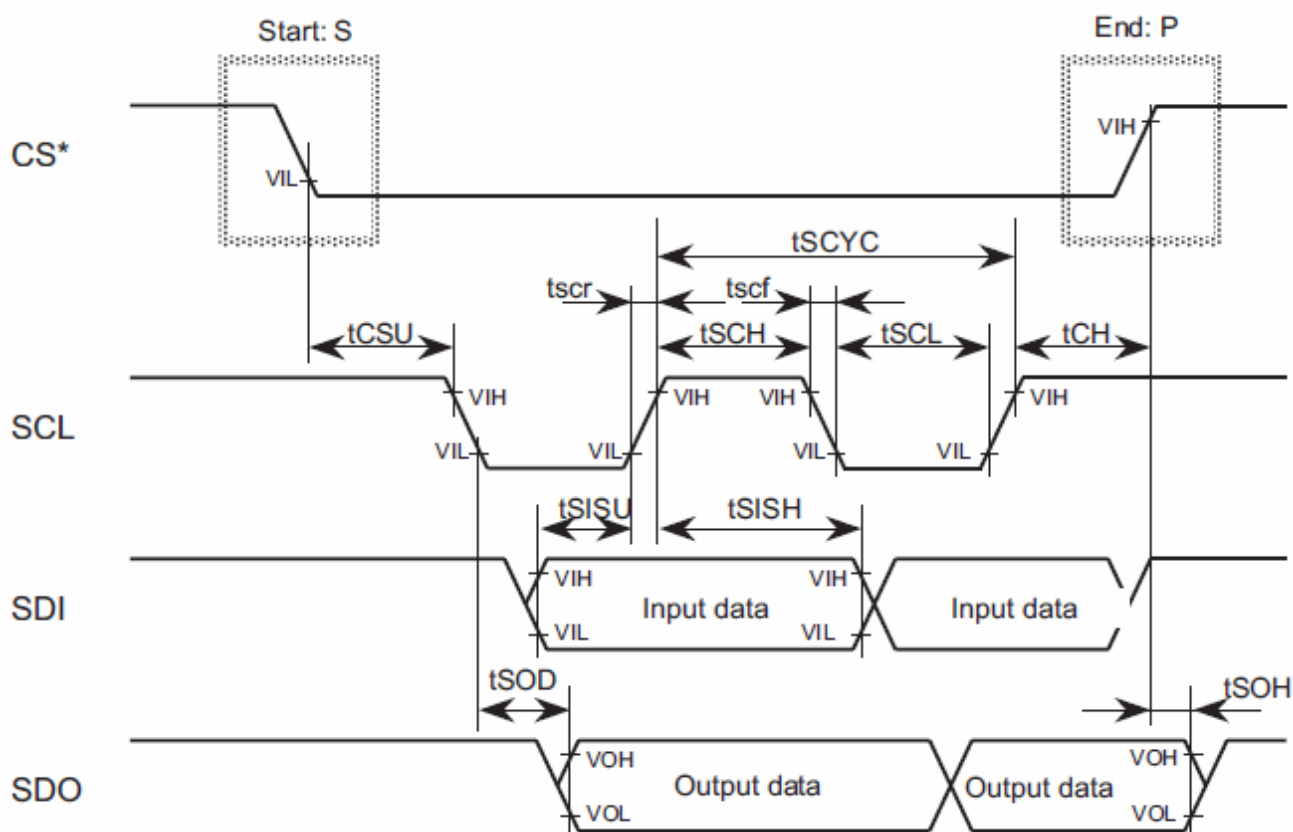 Start: S End: P
CS* VIL VIH
tSCYC
tscr tscf
tCSU tSCH tSCL tCH
SCL VIH VIH VIH VIH
VIL VIL VIL VIL
tSISU tSISH
VIH VIH
SDI Input data Input data
VIL VIL
tSOD tSOH
VOH VOH
SDO Output data Output data
VOL VOL